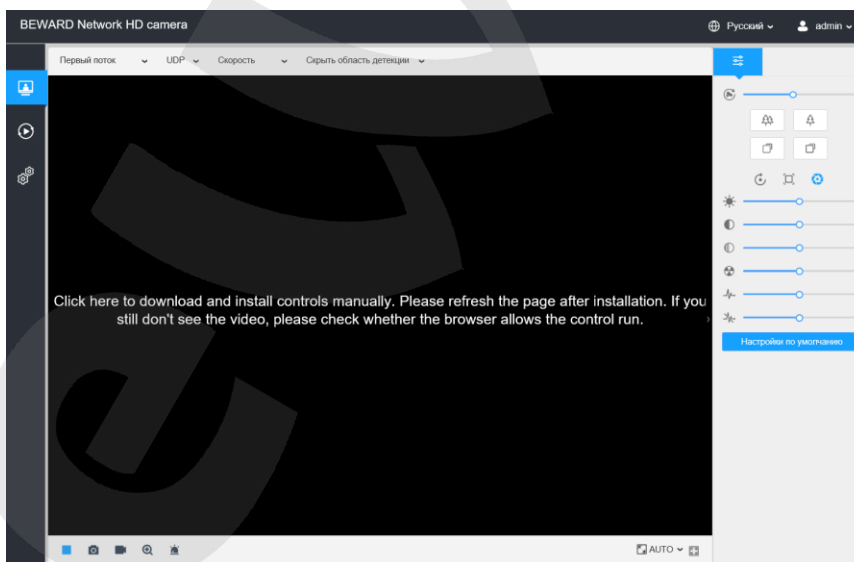 BEWARD Network HD camera
Русский
admin
Первый поток
UDP
Скорость
Скрыть область детекции
Click here to download and install controls manually. Please refresh the page after installation. If you
still don't see the video, please check whether the browser allows the control run.
Настройки по умолчанию
AUTO